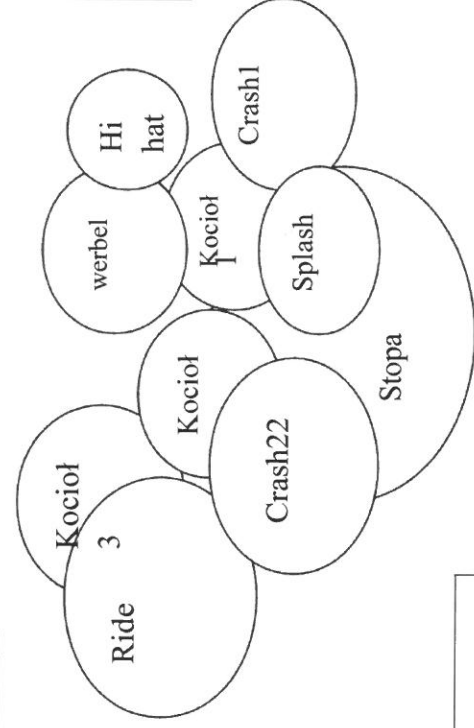 Kocioł
3
Ride
werbel
Hi
hat
Kocioł
Kocioł
1
Crash1
Crash22
Splash
Stopa